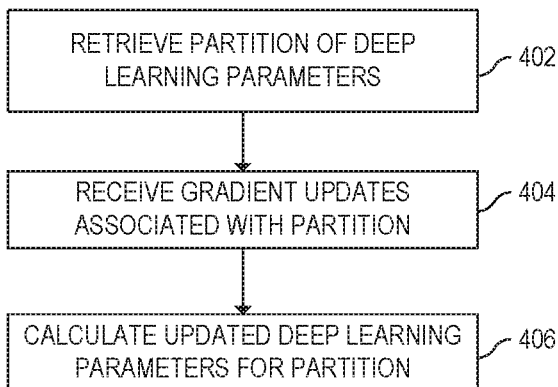 RETRIEVE PARTITION OF DEEP
LEARNING PARAMETERS
402
RECEIVE GRADIENT UPDATES
ASSOCIATED WITH PARTITION
404
CALCULATE UPDATED DEEP LEARNING
PARAMETERS FOR PARTITION
406